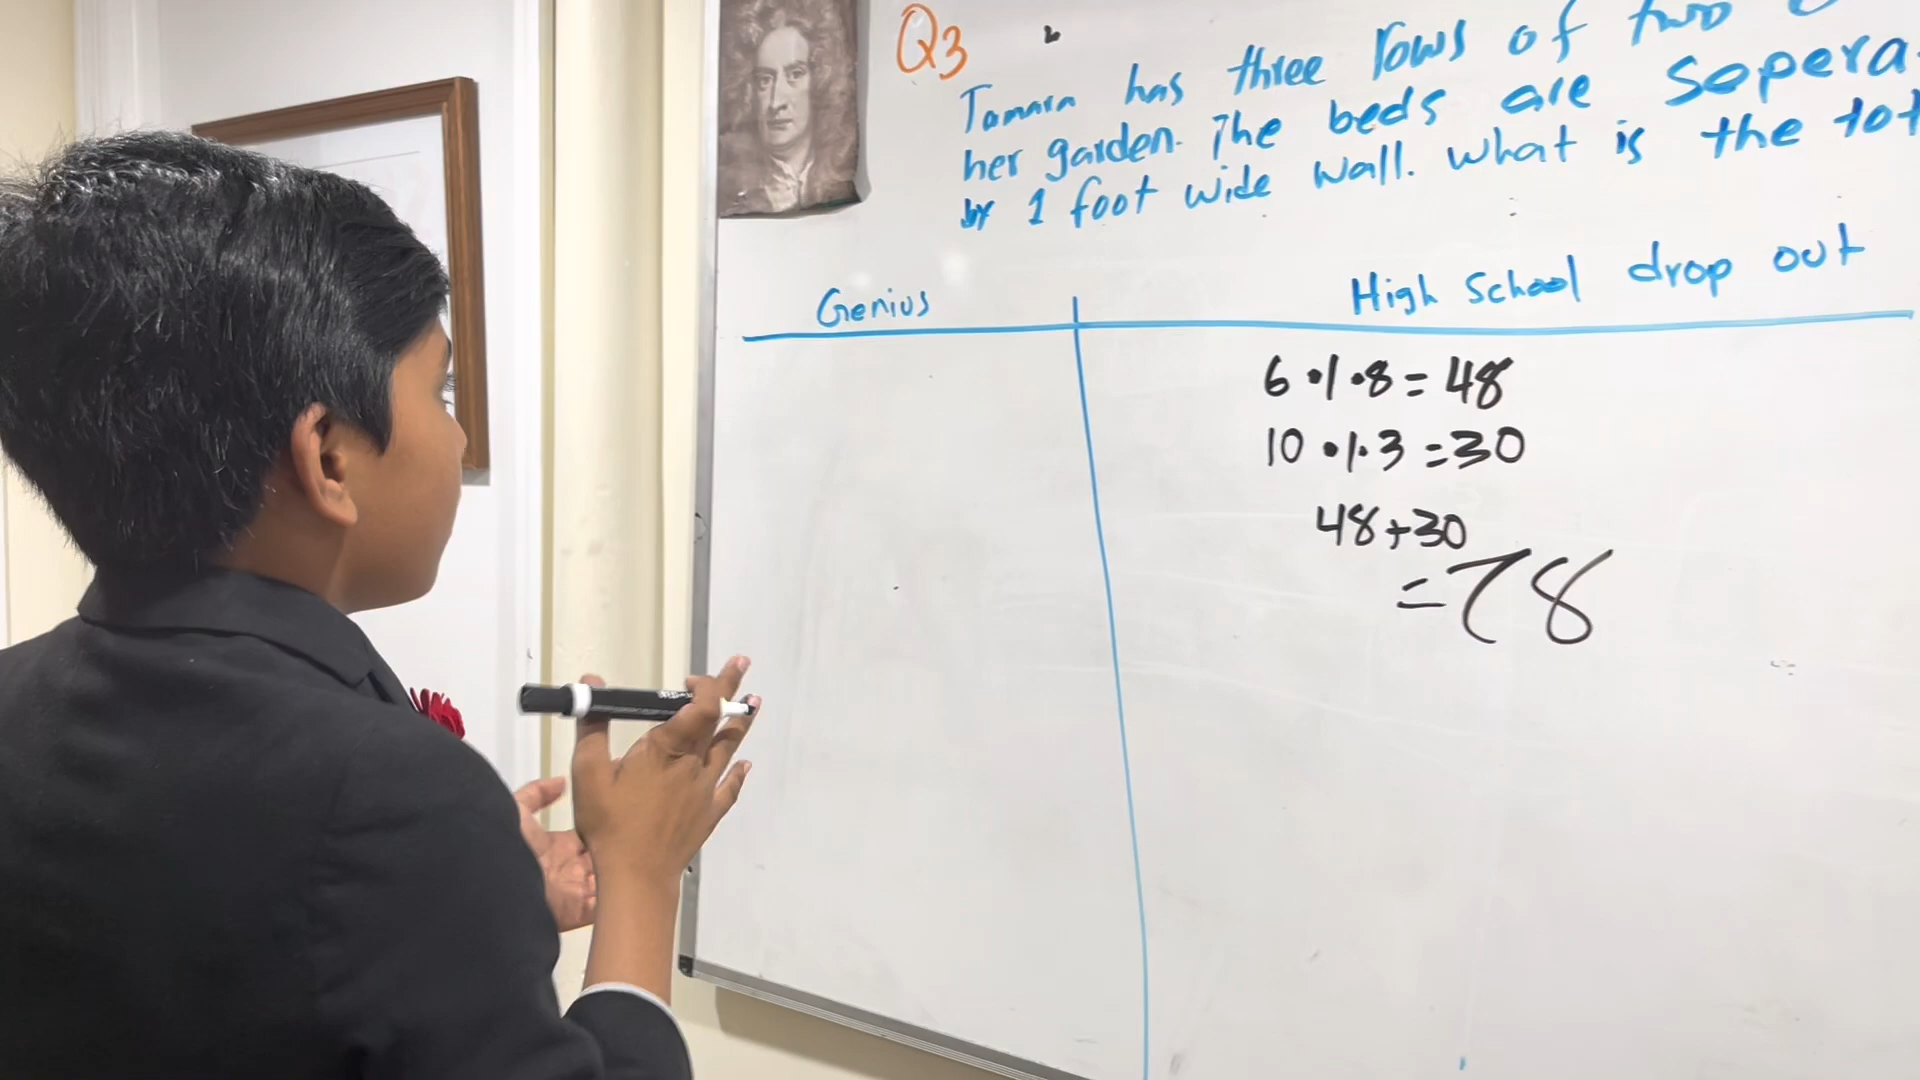 Q3
Tamara has three rows of two
her garden. The beds are sepera
by 1 foot wide wall. what is the tot
Genius
High School drop out
6 • 1 • 8 = 48
10 • 1 • 3 = 30
48 + 30
= 78